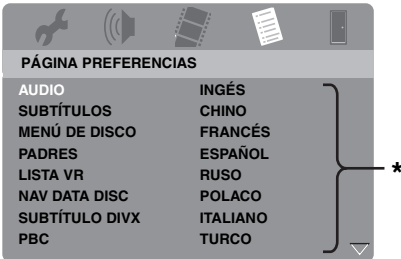 PÁGINA PREFERENCIAS
AUDIO INGÉS
SUBTÍTULOS CHINO
MENÚ DE DISCO FRANCÉS
PADRES ESPAÑOL
LISTA VR RUSO
NAV DATA DISC POLACO
SUBTÍTULO DIVX ITALIANO
PBC TURCO
*